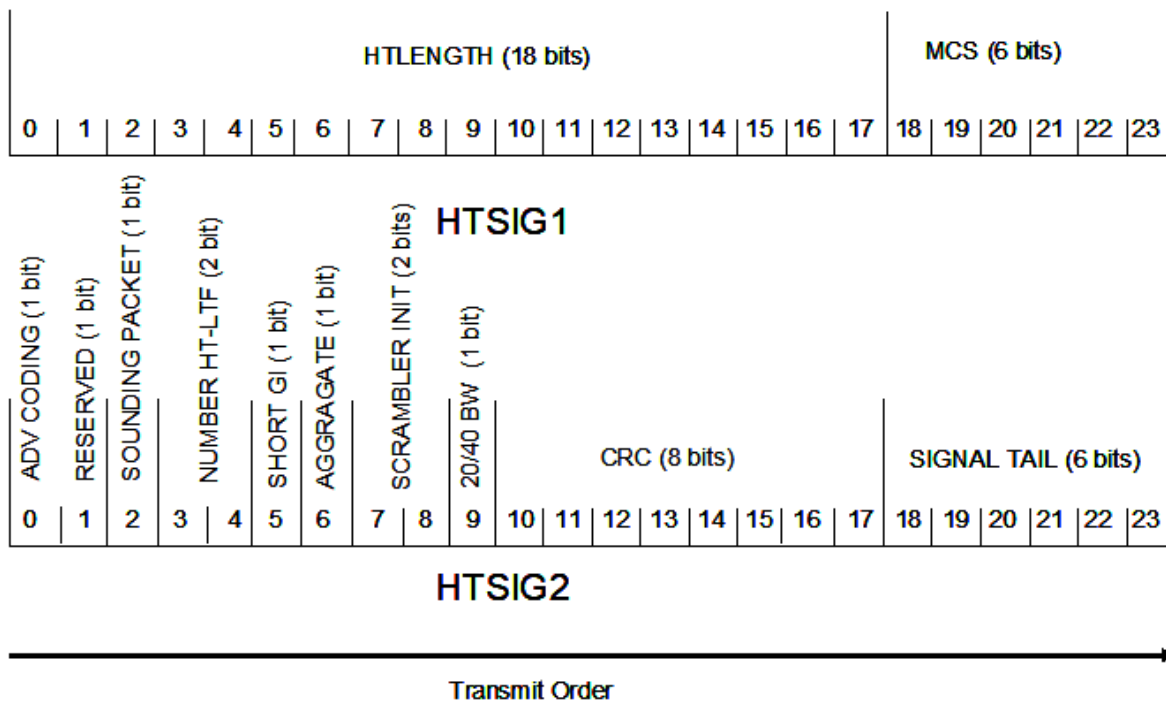 HTLENGTH (18 bits)
MCS (6 bits)
0 1 2 3 4 5 6 7 8 9 10 11 12 13 14 15 16 17 18 19 20 21 22 23
HTSIG1
ADV CODING (1 bit)
RESERVED (1 bit)
SOUNDING PACKET (1 bit)
NUMBER HT-LTF (2 bit)
SHORT GI (1 bit)
AGGRAGATE (1 bit)
SCRAMBLER INIT (2 bits)
20/40 BW (1 bit)
CRC (8 bits)
SIGNAL TAIL (6 bits)
0 1 2 3 4 5 6 7 8 9 10 11 12 13 14 15 16 17 18 19 20 21 22 23
HTSIG2
Transmit Order